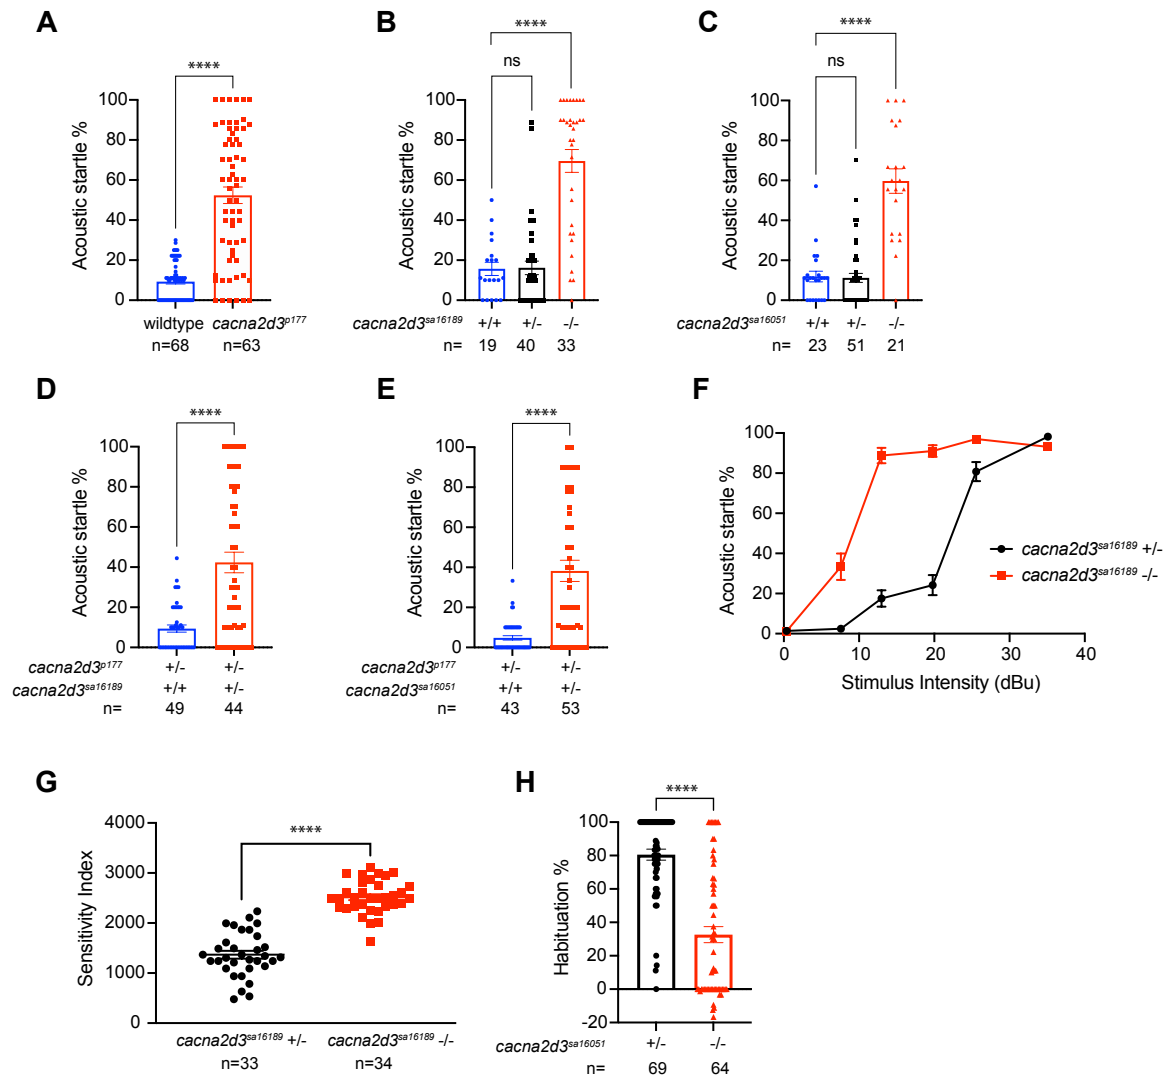 A
B
C
****
****
ns
****
ns
Acoustic startle %
100
80
60
40
20
0
wildtype cacna2d3p177
n=68 n=63
Acoustic startle %
100
80
60
40
20
0
cacna2d3sa16189 +/+ +/- -/-
n= 19 40 33
Acoustic startle %
100
80
60
40
20
0
cacna2d3sa16051 +/+ +/- -/-
n= 23 51 21
D
E
F
****
Acoustic startle %
100
80
60
40
20
0
cacna2d3p177 +/- +/-
cacna2d3sa16189 +/+ +/-
n= 49 44
****
Acoustic startle %
100
80
60
40
20
0
cacna2d3p177 +/- +/-
cacna2d3sa16051 +/+ +/-
n= 43 53
Acoustic startle %
100
80
60
40
20
0
0 10 20 30 40
Stimulus Intensity (dBu)
cacna2d3sa16189 +/-
cacna2d3sa16189 -/-
G
H
****
Sensitivity Index
4000
3000
2000
1000
0
cacna2d3sa16189 +/- cacna2d3sa16189 -/-
n=33 n=34
****
Habituation %
100
80
60
40
20
0
-20
cacna2d3sa16051 +/- -/-
n= 69 64